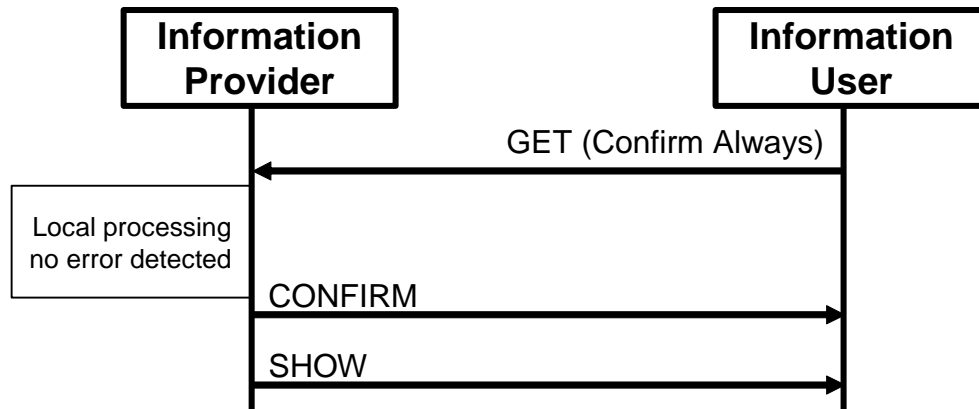 Information
Provider
Information
User
GET (Confirm Always)
Local processing
no error detected
CONFIRM
SHOW